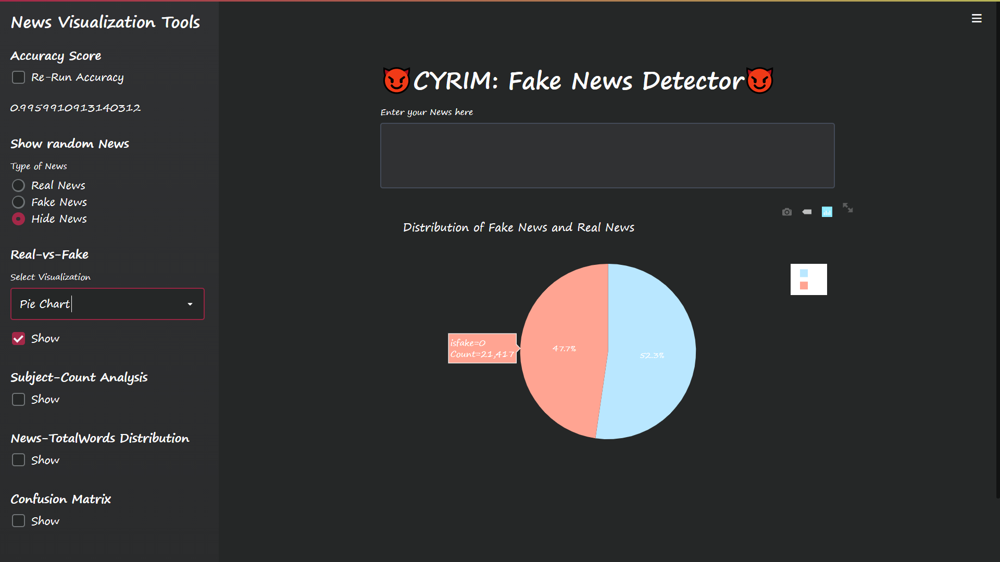 News Visualization Tools
Accuracy Score
Re-Run Accuracy
0.9959910913140312
Show random News
Type of News
Real News
Fake News
Hide News
Real-vs-Fake
Select Visualization
Pie Chart
Show
Subject-Count Analysis
Show
News-TotalWords Distribution
Show
Confusion Matrix
Show
😈CYRIM: Fake News Detector😈
Enter your News here
Distribution of Fake News and Real News
isfake=0
Count=21,417
47.7%
52.3%